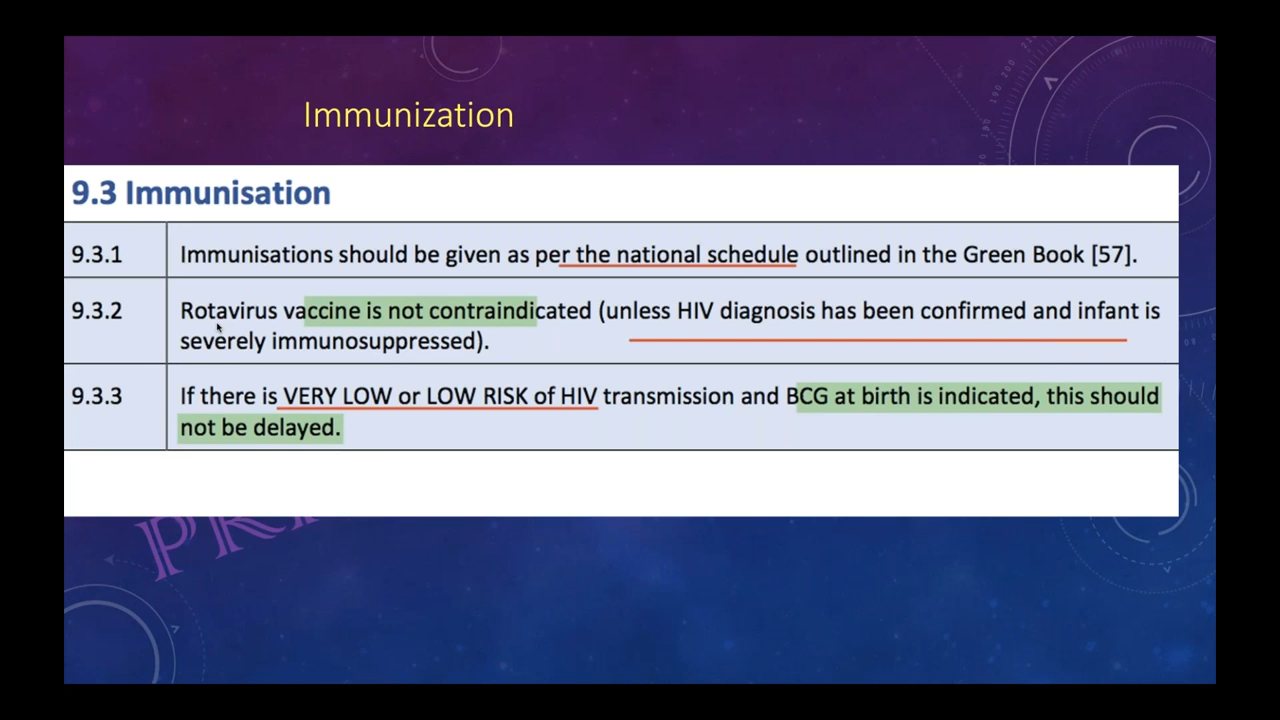 Immunization
9.3 Immunisation
9.3.1 Immunisations should be given as per the national schedule outlined in the Green Book [57].
9.3.2 Rotavirus vaccine is not contraindicated (unless HIV diagnosis has been confirmed and infant is
severely immunosuppressed).
9.3.3 If there is VERY LOW or LOW RISK of HIV transmission and BCG at birth is indicated, this should
not be delayed.